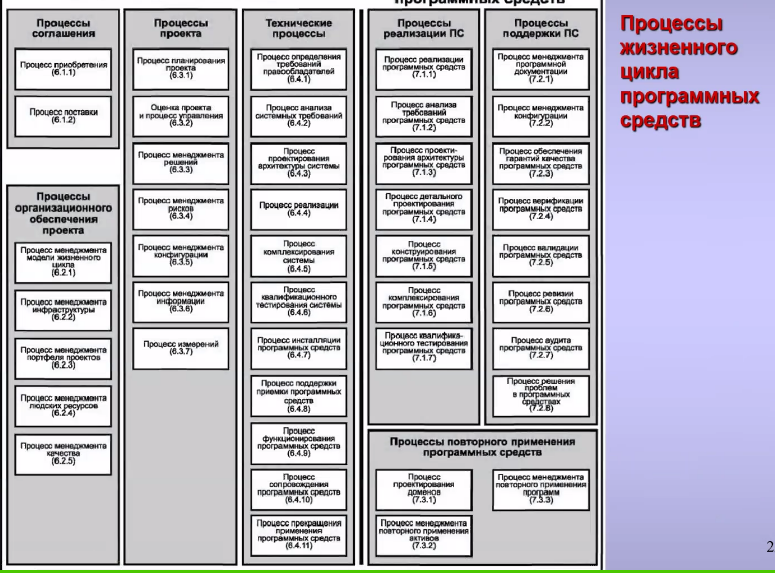 программных средств
Процессы
соглашения
Процесс приобретения
(6.1.1)
Процесс поставки
(6.1.2)
Процессы
организационного
обеспечения
проекта
Процесс менеджмента
модели жизненного
цикла
(6.2.1)
Процесс менеджмента
инфраструктуры
(6.2.2)
Процесс менеджмента
портфеля проектов
(6.2.3)
Процесс менеджмента
людских ресурсов
(6.2.4)
Процесс менеджмента
качества
(6.2.5)
Процессы
проекта
Процесс планирования
проекта
(6.3.1)
Оценка проекта
и процесс управления
(6.3.2)
Процесс менеджмента
решений
(6.3.3)
Процесс менеджмента
рисков
(6.3.4)
Процесс менеджмента
конфигурации
(6.3.5)
Процесс менеджмента
информации
(6.3.6)
Процесс измерений
(6.3.7)
Технические
процессы
Процесс определения
требований
правообладателей
(6.4.1)
Процесс анализа
системных требований
(6.4.2)
Процесс
проектирования
архитектуры системы
(6.4.3)
Процесс реализации
(6.4.4)
Процесс
комплексирования
системы
(6.4.5)
Процесс
квалификационного
тестирования системы
(6.4.6)
Процесс инсталляции
программных средств
(6.4.7)
Процесс поддержки
приемки программных
средств
(6.4.8)
Процесс
функционирования
программных средств
(6.4.9)
Процесс
сопровождения
программных средств
(6.4.10)
Процесс прекращения
применения
программных средств
(6.4.11)
Процессы
реализации ПС
Процесс реализации
программных средств
(7.1.1)
Процесс анализа
требований
программных средств
(7.1.2)
Процесс проекти-
рования архитектуры
программных средств
(7.1.3)
Процесс детального
проектирования
программных средств
(7.1.4)
Процесс
конструирования
программных средств
(7.1.5)
Процесс
комплексирования
программных средств
(7.1.6)
Процесс квалифика-
ционного тестирования
программных средств
(7.1.7)
Процессы
поддержки ПС
Процесс менеджмента
программной
документации
(7.2.1)
Процесс менеджмента
конфигурации
(7.2.2)
Процесс обеспечения
гарантий качества
программных средств
(7.2.3)
Процесс верификации
программных средств
(7.2.4)
Процесс валидации
программных средств
(7.2.5)
Процесс ревизии
программных средств
(7.2.6)
Процесс аудита
программных средств
(7.2.7)
Процесс решения
проблем
в программных
средствах
(7.2.8)
Процессы повторного применения
программных средств
Процесс
проектирования
доменов
(7.3.1)
Процесс менеджмента
повторного применения
программ
(7.3.3)
Процесс менеджмента
повторного применения
активов
(7.3.2)
Процессы
жизненного
цикла
программных
средств
2